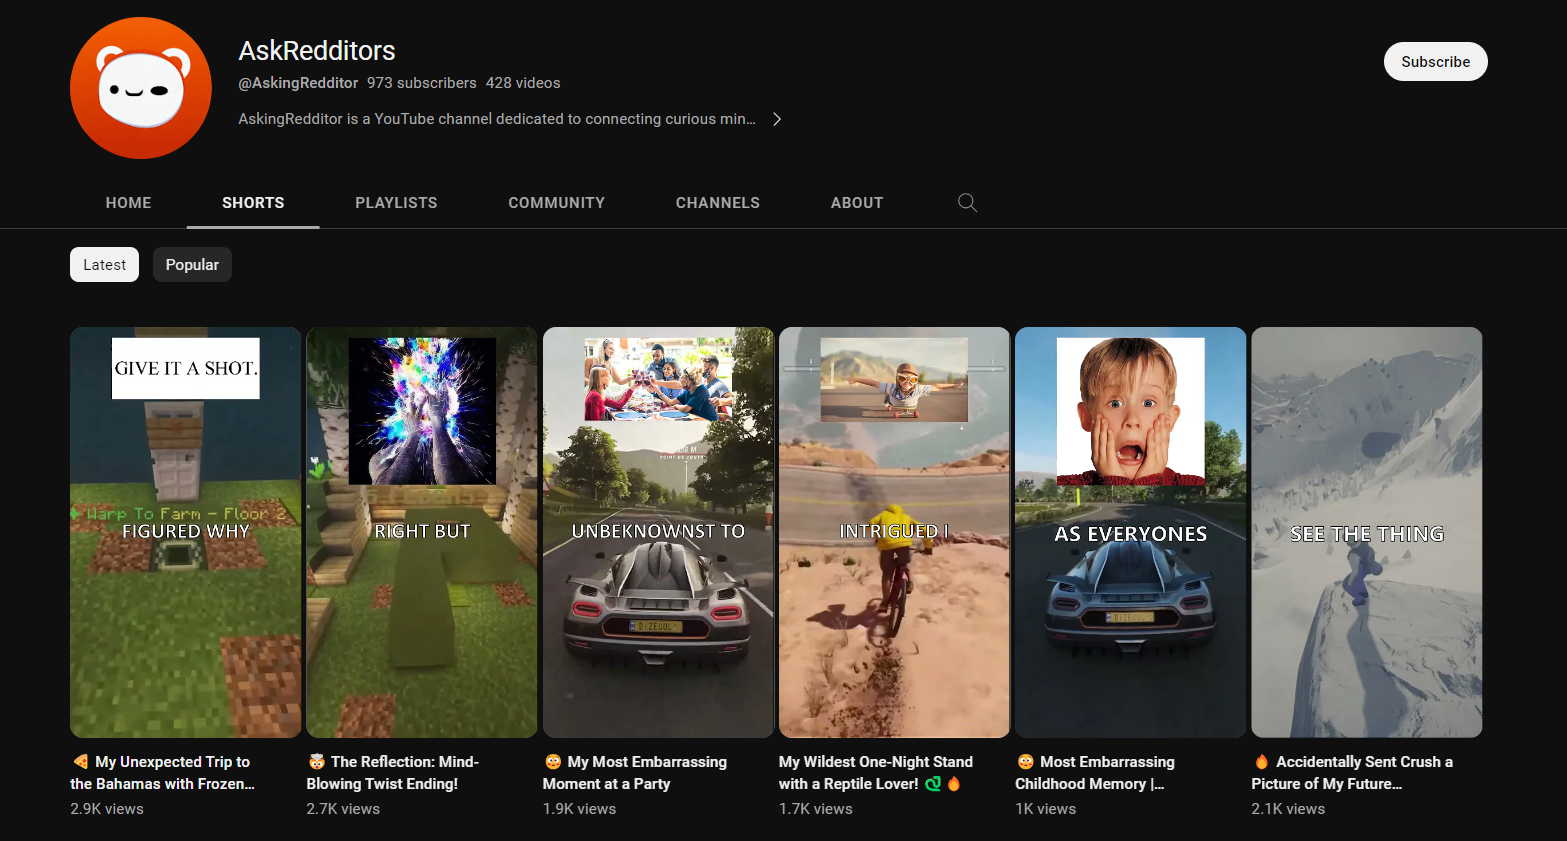 AskRedditors
@AskingRedditor 973 subscribers 428 videos
AskingRedditor is a YouTube channel dedicated to connecting curious min...
Subscribe
HOME SHORTS PLAYLISTS COMMUNITY CHANNELS ABOUT
Latest Popular
GIVE IT A SHOT.
Warp To Farm - Floor 2
FIGURED WHY
RIGHT BUT
POINT DE CENTE
UNBEKNOWNST TO
DIZEUOL
INTRIGUED I
AS EVERYONES
DIZEUOL
SEE THE THING
🍕 My Unexpected Trip to
the Bahamas with Frozen...
2.9K views
🤯 The Reflection: Mind-
Blowing Twist Ending!
2.7K views
😳 My Most Embarrassing
Moment at a Party
1.9K views
My Wildest One-Night Stand
with a Reptile Lover! 🐍🔥
1.7K views
😳 Most Embarrassing
Childhood Memory |...
1K views
🔥 Accidentally Sent Crush a
Picture of My Future...
2.1K views